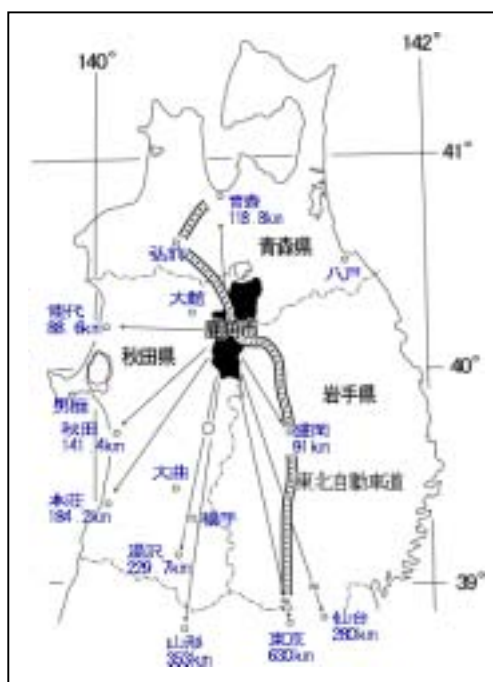 140°
142°
41°
青森
118.8km
青森県
弘前
八戸
大館
能代
88.6km
鹿角市
秋田県
40°
岩手県
男鹿
秋田
141.4km
盛岡
91km
大曲
東北自動車道
本荘
184.2km
横手
湯沢
229.7km
39°
山形
353km
東京
630km
仙台
280km